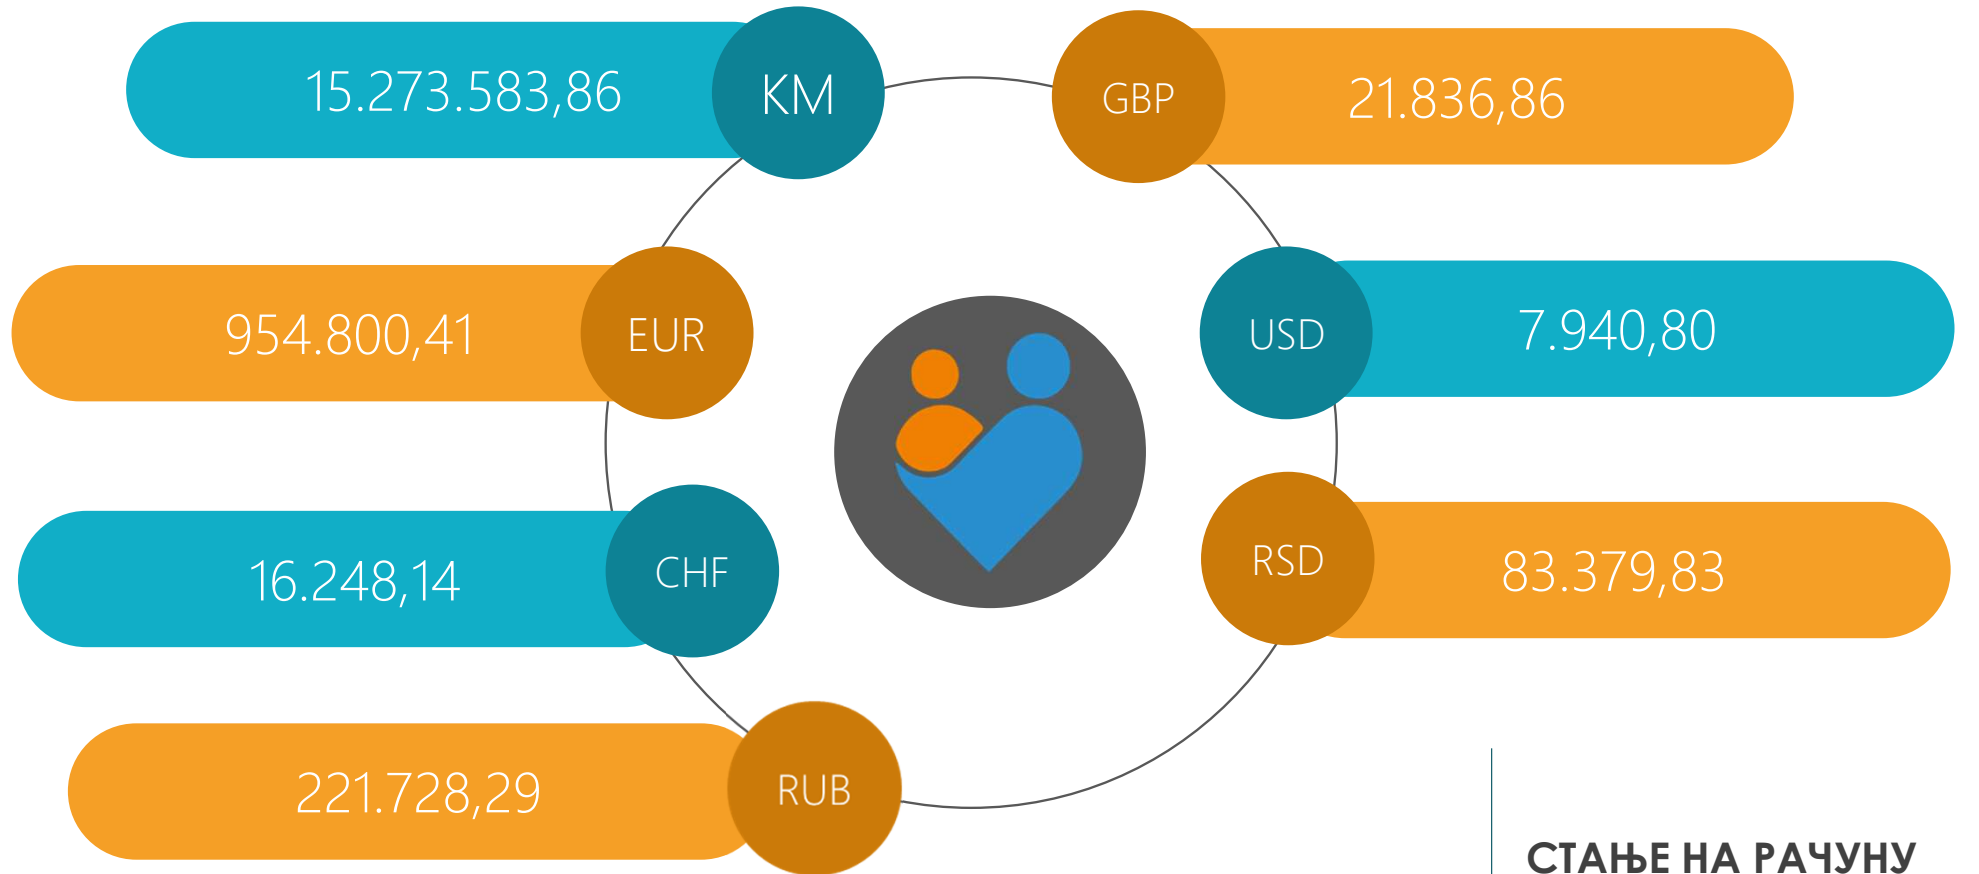 15.273.583,86
KM
GBP
21.836,86
954.800,41
EUR
USD
7.940,80
16.248,14
CHF
RSD
83.379,83
221.728,29
RUB
СТАЊЕ НА РАЧУНУ